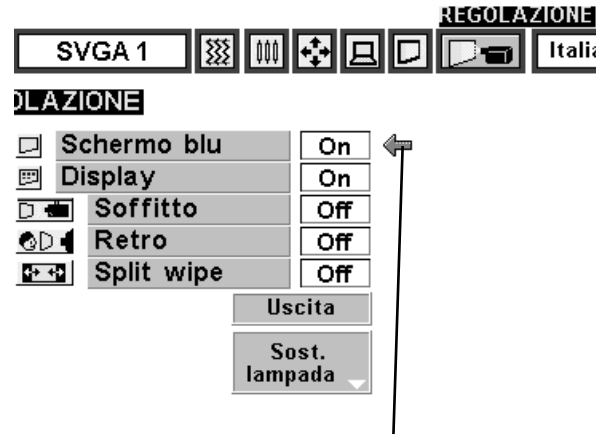 REGOLAZIONE
SVGA 1 Italia
OLAZIONE
Schermo blu On
Display On
Soffitto Off
Retro Off
Split wipe Off
Uscita
Sost.
lampada